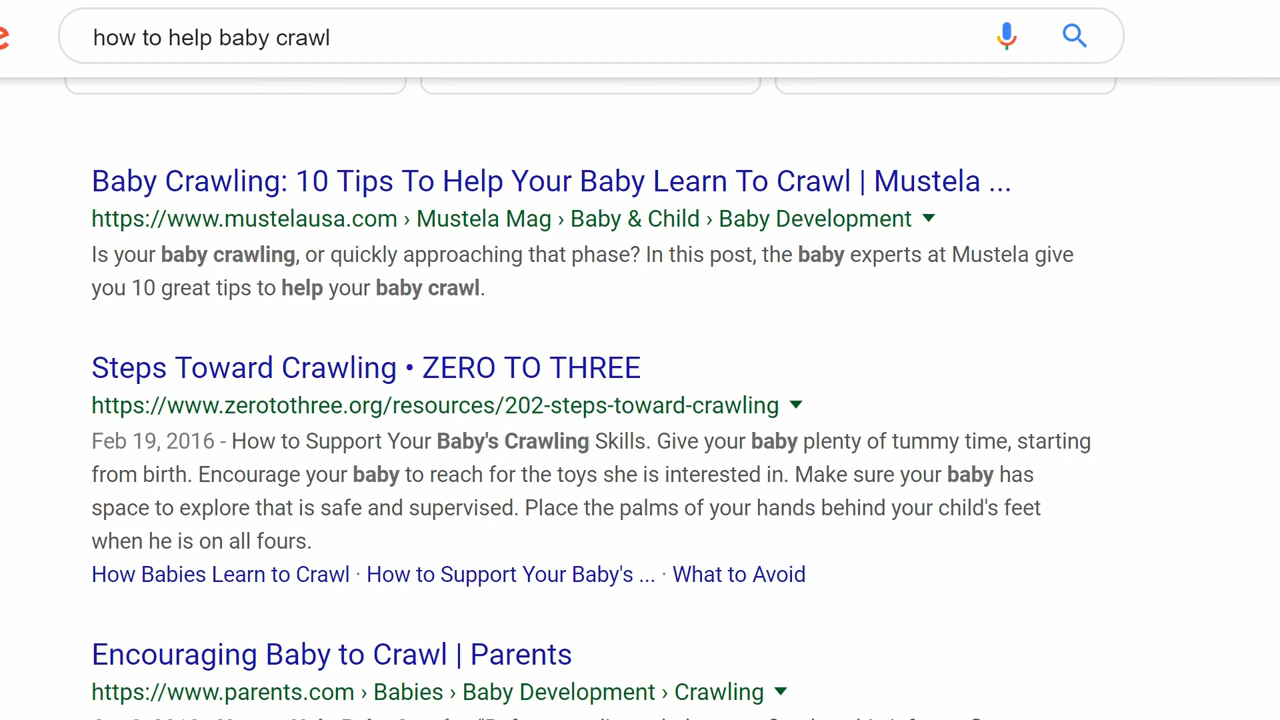 how to help baby crawl
Baby Crawling: 10 Tips To Help Your Baby Learn To Crawl | Mustela ...
https://www.mustelausa.com › Mustela Mag › Baby & Child › Baby Development
Is your baby crawling, or quickly approaching that phase? In this post, the baby experts at Mustela give
you 10 great tips to help your baby crawl.
Steps Toward Crawling • ZERO TO THREE
https://www.zerotothree.org/resources/202-steps-toward-crawling
Feb 19, 2016 - How to Support Your Baby's Crawling Skills. Give your baby plenty of tummy time, starting
from birth. Encourage your baby to reach for the toys she is interested in. Make sure your baby has
space to explore that is safe and supervised. Place the palms of your hands behind your child's feet
when he is on all fours.
How Babies Learn to Crawl · How to Support Your Baby's ... · What to Avoid
Encouraging Baby to Crawl | Parents
https://www.parents.com › Babies › Baby Development › Crawling